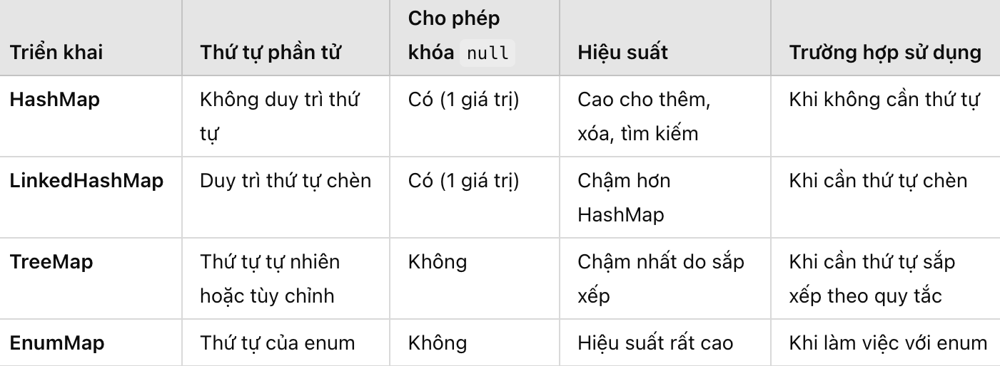 Triển khai
Thứ tự phần tử
Cho phép
khóa null
Hiệu suất
Trường hợp sử dụng
HashMap
Không duy trì thứ
tự
Có (1 giá trị)
Cao cho thêm,
xóa, tìm kiếm
Khi không cần thứ tự
LinkedHashMap
Duy trì thứ tự chèn
Có (1 giá trị)
Chậm hơn
HashMap
Khi cần thứ tự chèn
TreeMap
Thứ tự tự nhiên
hoặc tùy chỉnh
Không
Chậm nhất do sắp
xếp
Khi cần thứ tự sắp
xếp theo quy tắc
EnumMap
Thứ tự của enum
Không
Hiệu suất rất cao
Khi làm việc với enum